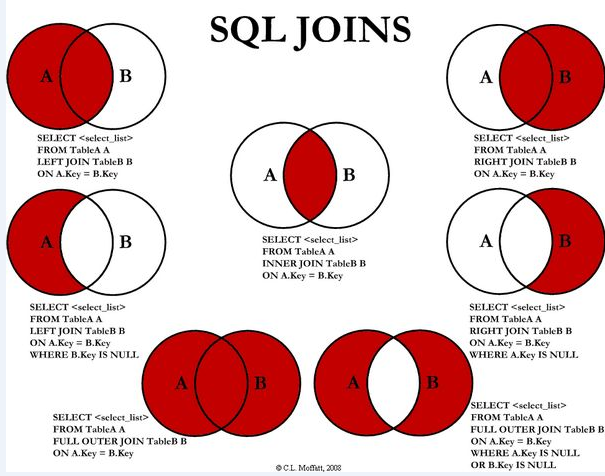 SQL JOINS
A B
SELECT <select_list>
FROM TableA A
LEFT JOIN TableB B
ON A.Key = B.Key
A B
SELECT <select_list>
FROM TableA A
RIGHT JOIN TableB B
ON A.Key = B.Key
A B
SELECT <select_list>
FROM TableA A
INNER JOIN TableB B
ON A.Key = B.Key
A B
SELECT <select_list>
FROM TableA A
LEFT JOIN TableB B
ON A.Key = B.Key
WHERE B.Key IS NULL
A B
SELECT <select_list>
FROM TableA A
RIGHT JOIN TableB B
ON A.Key = B.Key
WHERE A.Key IS NULL
A B
SELECT <select_list>
FROM TableA A
FULL OUTER JOIN TableB B
ON A.Key = B.Key
A B
SELECT <select_list>
FROM TableA A
FULL OUTER JOIN TableB B
ON A.Key = B.Key
WHERE A.Key IS NULL
OR B.Key IS NULL
© C.L. Moffatt, 2008